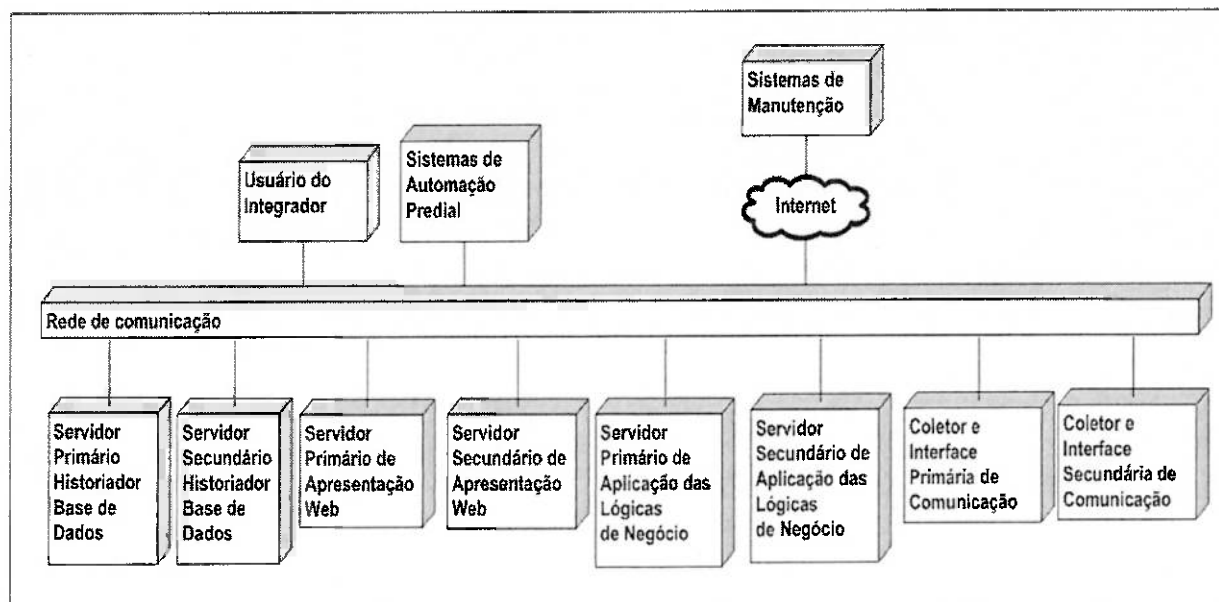 Sistemas de
Manutenção
Usuário do
Integrador
Sistemas de
Automação
Predial
Internet
Rede de comunicação
Servidor
Primário
Historiador
Base de
Dados
Servidor
Secundário
Historiador
Base de
Dados
Servidor
Primário de
Apresentação
Web
Servidor
Secundário de
Apresentação
Web
Servidor
Primário de
Aplicação das
Lógicas
de Negócio
Servidor
Secundário de
Aplicação das
Lógicas
de Negócio
Coletor e
Interface
Primária de
Comunicação
Coletor e
Interface
Secundária de
Comunicação